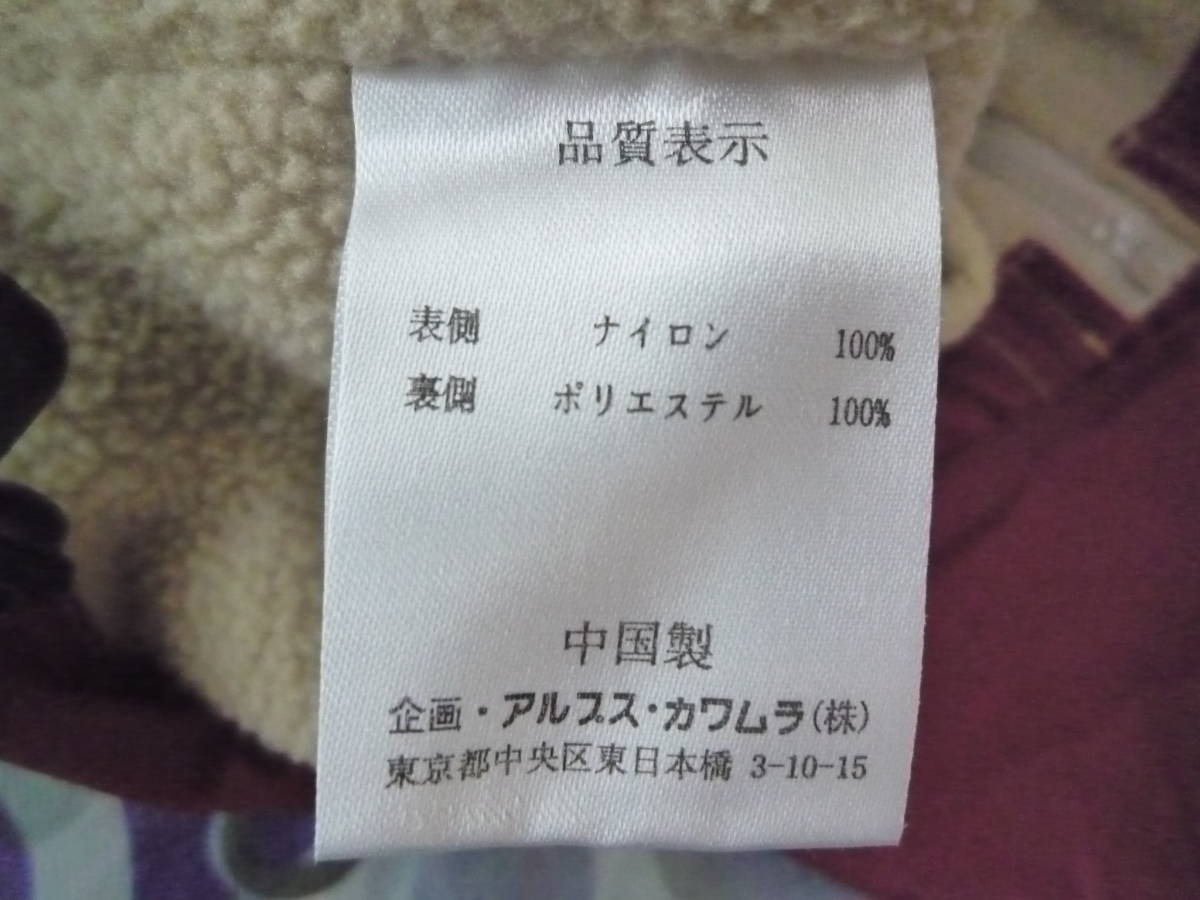 品質表示
表側 ナイロン 100%
裏側 ポリエステル 100%
中国製
企画・アルプス・カワムラ(株)
東京都中央区東日本橋 3-10-15